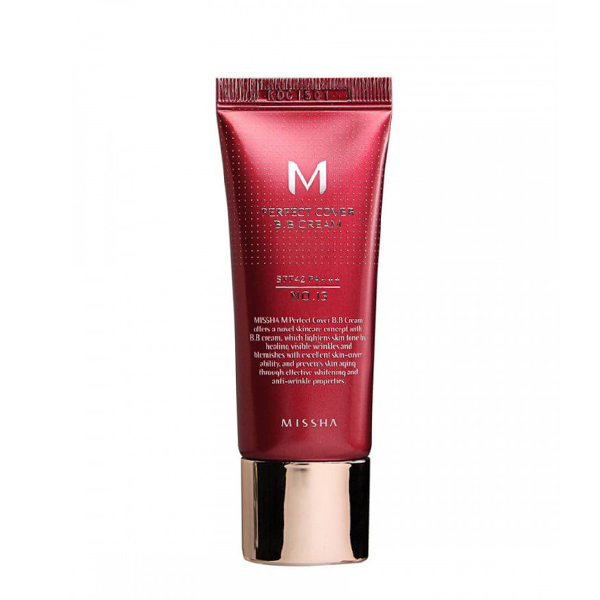 M
PERFECT COVER
B.B CREAM
SPF42 PA+++
NO.13
MISSHA M Perfect Cover B.B Cream
offers a novel skincare concept with
B.B cream, which lightens skin tone by
healing visible wrinkles and
blemishes with excellent skin-cover
ability, and prevents skin aging
through effective whitening and
anti-wrinkle properties.
MISSHA